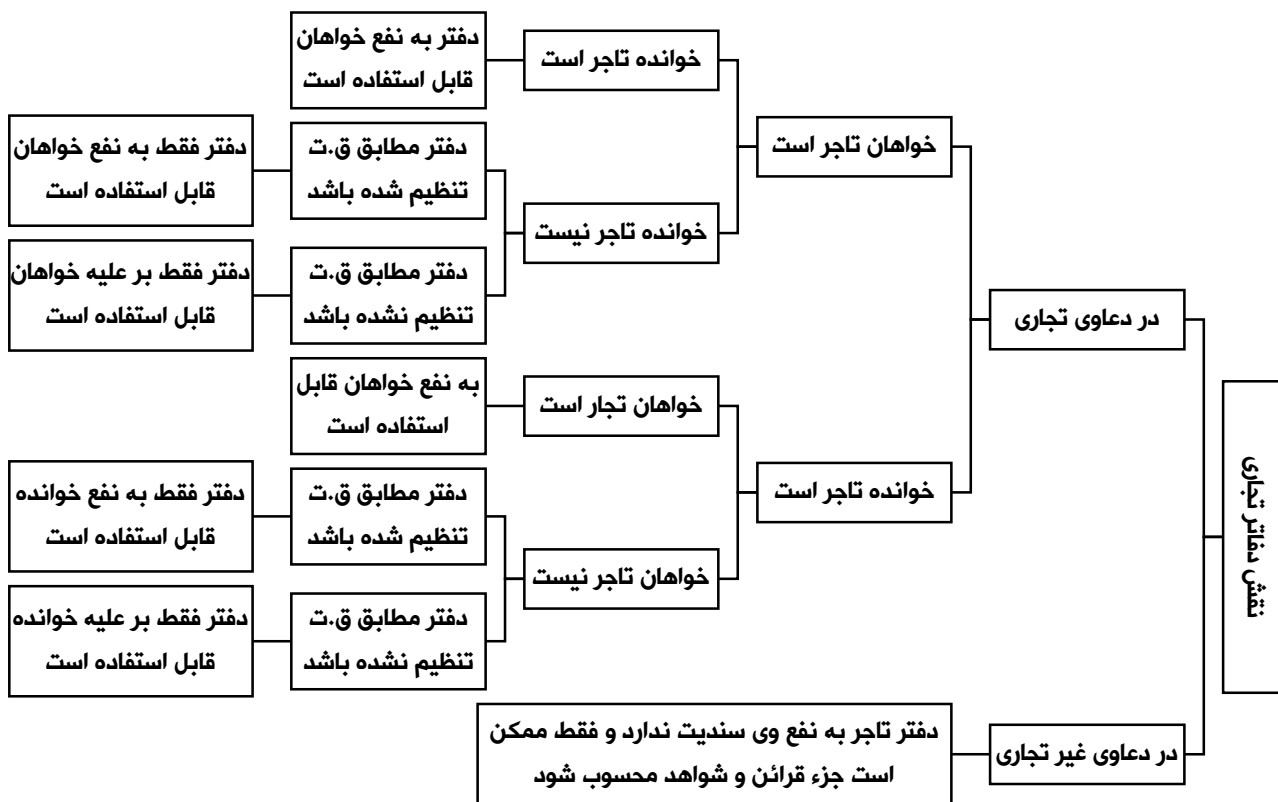 نقش دفاتر تجاری
در دعاوی تجاری
خواهان تاجر است
خوانده تاجر است
دفتر به نفع خواهان
قابل استفاده است
خوانده تاجر نیست
دفتر مطابق ق.ت
تنظیم شده باشد
دفتر فقط به نفع خواهان
قابل استفاده است
دفتر مطابق ق.ت
تنظیم نشده باشد
دفتر فقط بر علیه خواهان
قابل استفاده است
خوانده تاجر است
خواهان تجار است
به نفع خواهان قابل
استفاده است
خواهان تاجر نیست
دفتر مطابق ق.ت
تنظیم شده باشد
دفتر فقط به نفع خوانده
قابل استفاده است
دفتر مطابق ق.ت
تنظیم نشده باشد
دفتر فقط بر علیه خوانده
قابل استفاده است
در دعاوی غیر تجاری
دفتر تاجر به نفع وی سندیت ندارد و فقط ممکن
است جزء قرائن و شواهد محسوب شود